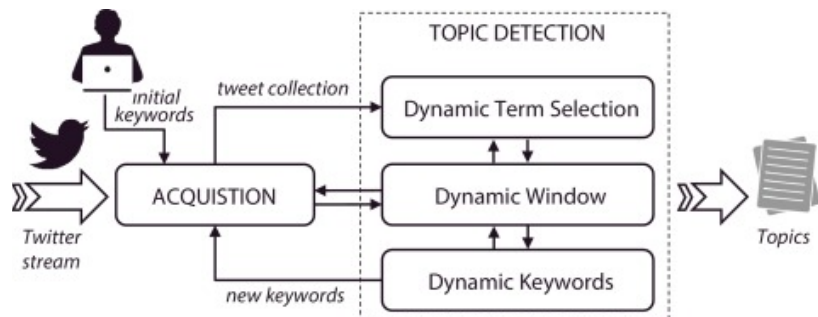 TOPIC DETECTION
initial
keywords
tweet collection
Dynamic Term Selection
ACQUISTION
Dynamic Window
Twitter
stream
Topics
new keywords
Dynamic Keywords